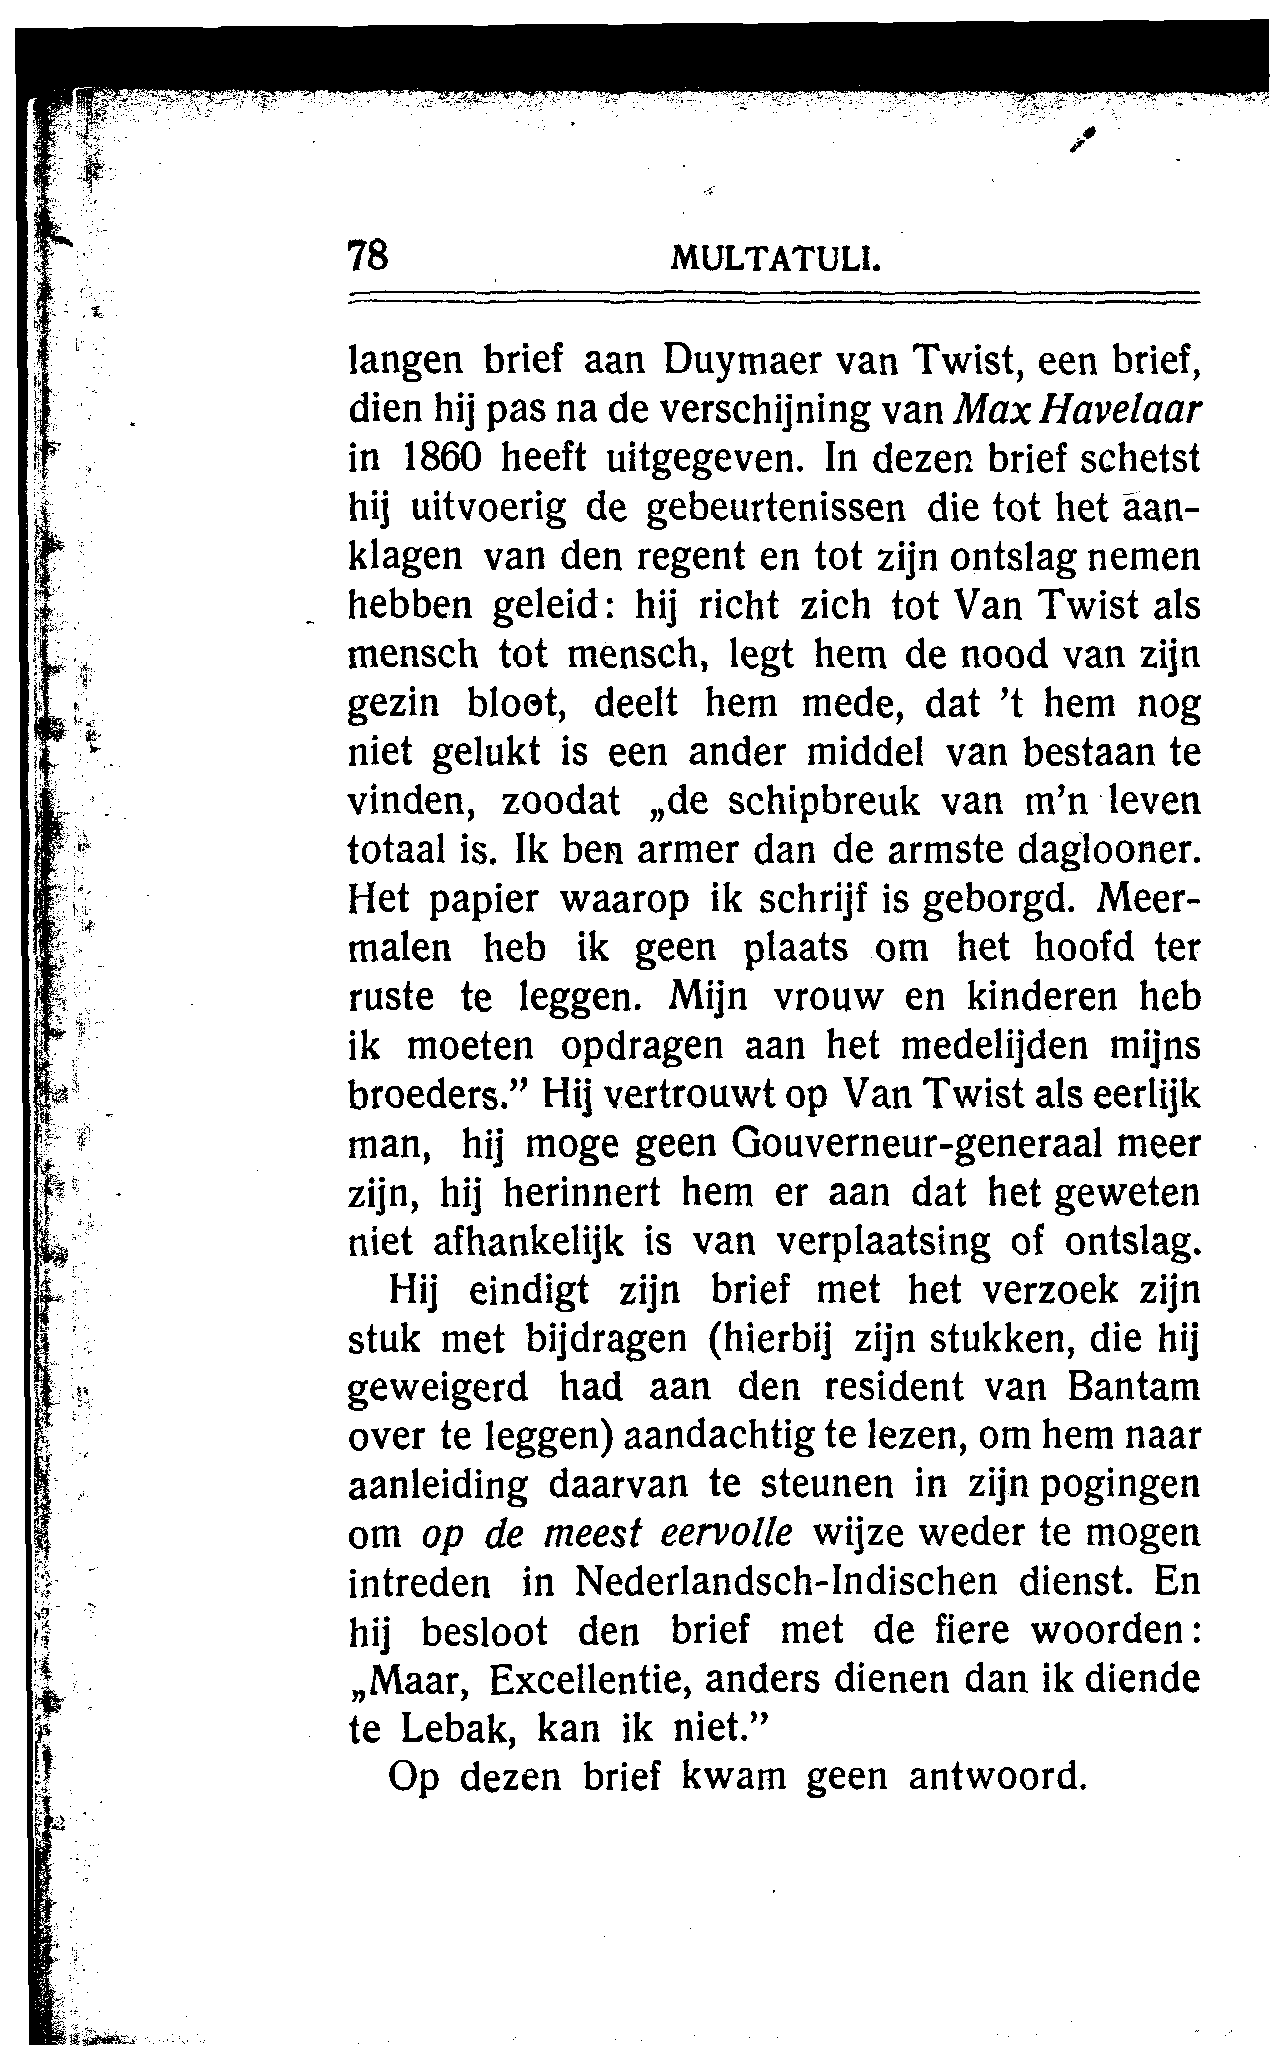 78 MULTATULI.
langen brief aan Duymaer van Twist, een brief,
dien hij pas na de verschijning van Max Havelaar
in 1860 heeft uitgegeven. In dezen brief schetst
hij uitvoerig de gebeurtenissen die tot het aan-
klagen van den regent en tot zijn ontslag nemen
hebben geleid: hij richt zich tot Van Twist als
mensch tot mensch, legt hem de nood van zijn
gezin bloot, deelt hem mede, dat 't hem nog
niet gelukt is een ander middel van bestaan te
vinden, zoodat „de schipbreuk van m'n leven
totaal is. Ik ben armer dan de armste daglooner.
Het papier waarop ik schrijf is geborgd. Meer-
malen heb ik geen plaats om het hoofd ter
ruste te leggen. Mijn vrouw en kinderen heb
ik moeten opdragen aan het medelijden mijns
broeders.” Hij vertrouwt op Van Twist als eerlijk
man, hij moge geen Gouverneur-generaal meer
zijn, hij herinnert hem er aan dat het geweten
niet afhankelijk is van verplaatsing of ontslag.
Hij eindigt zijn brief met het verzoek zijn
stuk met bijdragen (hierbij zijn stukken, die hij
geweigerd had aan den resident van Bantam
over te leggen) aandachtig te lezen, om hem naar
aanleiding daarvan te steunen in zijn pogingen
om op de meest eervolle wijze weder te mogen
intreden in Nederlandsch-Indischen dienst. En
hij besloot den brief met de fiere woorden:
„Maar, Excellentie, anders dienen dan ik diende
te Lebak, kan ik niet.”
Op dezen brief kwam geen antwoord.